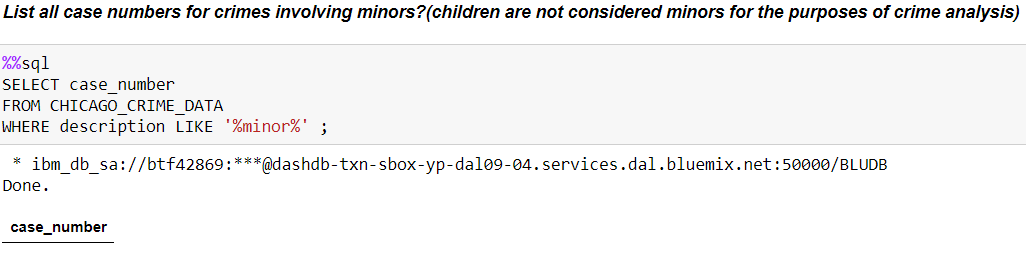 List all case numbers for crimes involving minors?(children are not considered minors for the purposes of crime analysis)
%%sql
SELECT case_number
FROM CHICAGO_CRIME_DATA
WHERE description LIKE '%minor%' ;
* ibm_db_sa://btf42869:***@dashdb-txn-sbox-yp-dal09-04.services.dal.bluemix.net:50000/BLUDB
Done.
case_number